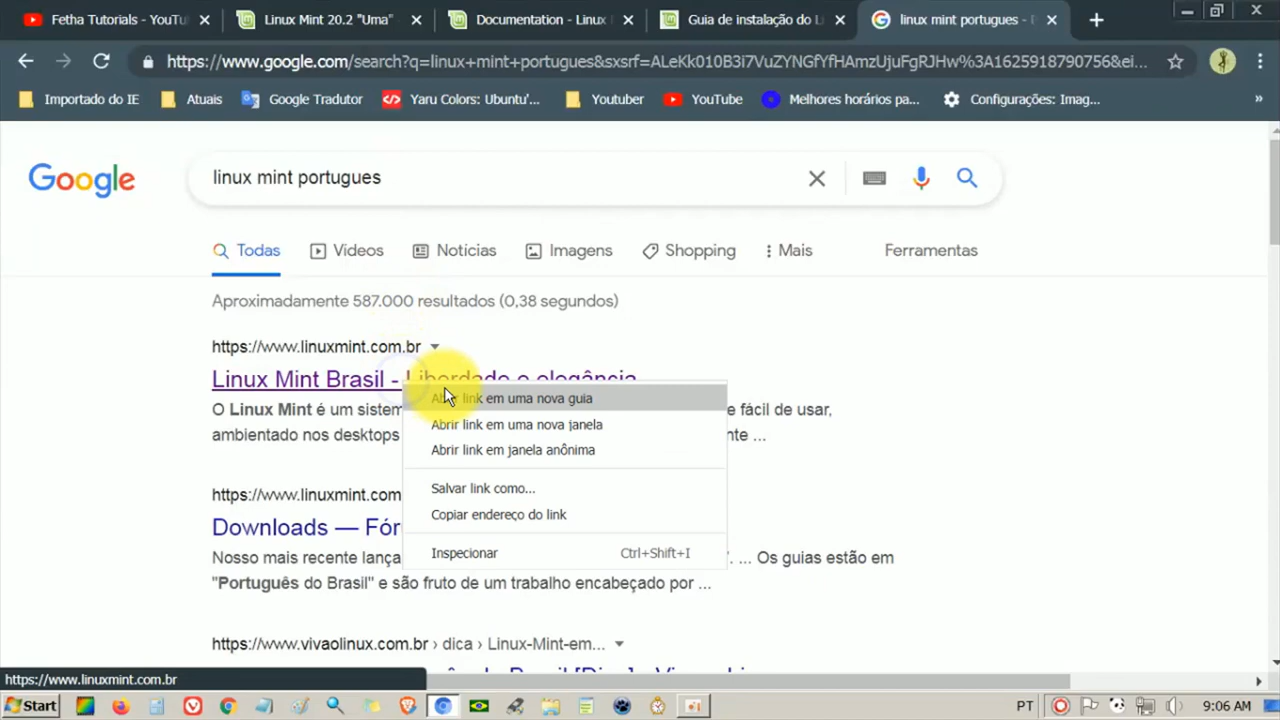 Fetha Tutorials - YouTu
Linux Mint 20.2 "Uma"
Documentation - Linux
Guia de instalação do L
linux mint portugues - P
https://www.google.com/search?q=linux+mint+portugues&sxsrf=ALeKk010B3i7VuZYNGfYfHAmzUjuFgRJHw%3A1625918790756&ei...
Importado do IE
Atuais
Google Tradutor
Yaru Colors: Ubuntu'...
Youtuber
YouTube
Melhores horários pa...
Configurações: Imag...
»
Google
linux mint portugues
Todas
Vídeos
Notícias
Imagens
Shopping
Mais
Ferramentas
Aproximadamente 587.000 resultados (0,38 segundos)
https://www.linuxmint.com.br
Linux Mint Brasil - Liberdade e elegância
O Linux Mint é um sistem
e fácil de usar,
ambientado nos desktops
nte ...
Abrir link em uma nova guia
Abrir link em uma nova janela
Abrir link em janela anônima
Salvar link como...
Copiar endereço do link
Inspecionar Ctrl+Shift+I
https://www.linuxmint.com
Downloads — Fór
Nosso mais recente lança
". ... Os guias estão em
"Português do Brasil" e são fruto de um trabalho encabeçado por ...
https://www.vivaolinux.com.br › dica › Linux-Mint-em...
https://www.linuxmint.com.br
Start
PT
9:06 AM